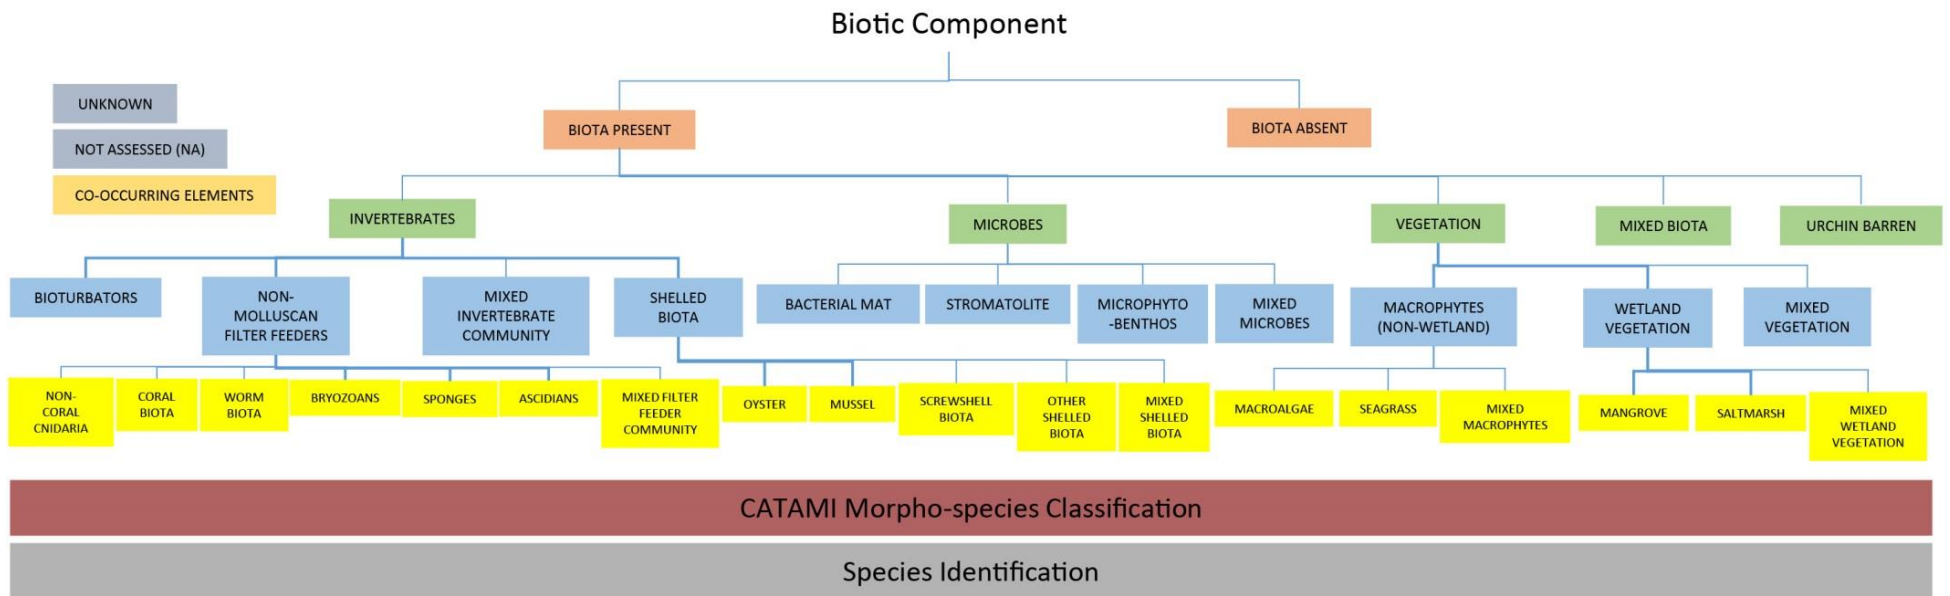 Biotic Component
UNKNOWN
NOT ASSESSED (NA)
CO-OCCURRING ELEMENTS
BIOTA PRESENT
BIOTA ABSENT
INVERTEBRATES
MICROBES
VEGETATION
MIXED BIOTA
URCHIN BARREN
BIOTURBATORS
NON-
MOLLUSCAN
FILTER FEEDERS
MIXED
INVERTEBRATE
COMMUNITY
SHELLED
BIOTA
BACTERIAL MAT
STROMATOLITE
MICROPHYTO
-BENTHOS
MIXED
MICROBES
MACROPHYTES
(NON-WETLAND)
WETLAND
VEGETATION
MIXED
VEGETATION
NON-
CORAL
CNIDARIA
CORAL
BIOTA
WORM
BIOTA
BRYOZOANS
SPONGES
ASCIDIANS
MIXED FILTER
FEEDER
COMMUNITY
OYSTER
MUSSEL
SCREWSHELL
BIOTA
OTHER
SHELLED
BIOTA
MIXED
SHELLED
BIOTA
MACROALGAE
SEAGRASS
MIXED
MACROPHYTES
MANGROVE
SALTMARSH
MIXED
WETLAND
VEGETATION
CATAMI Morpho-species Classification
Species Identification